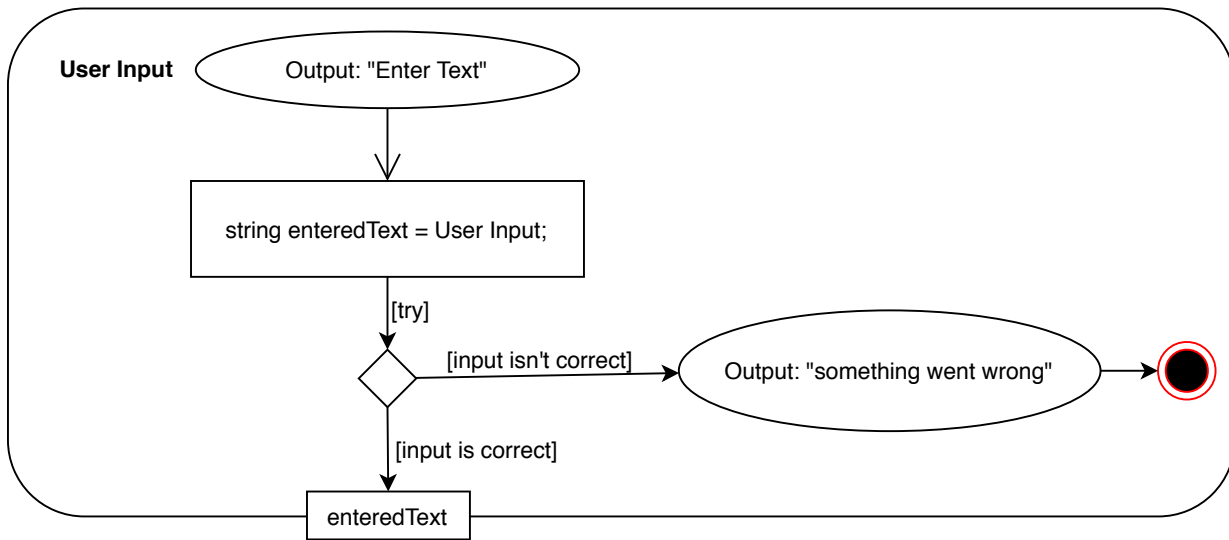 User Input
Output: "Enter Text"
string enteredText = User Input;
[try]
[input isn't correct]
Output: "something went wrong"
[input is correct]
enteredText